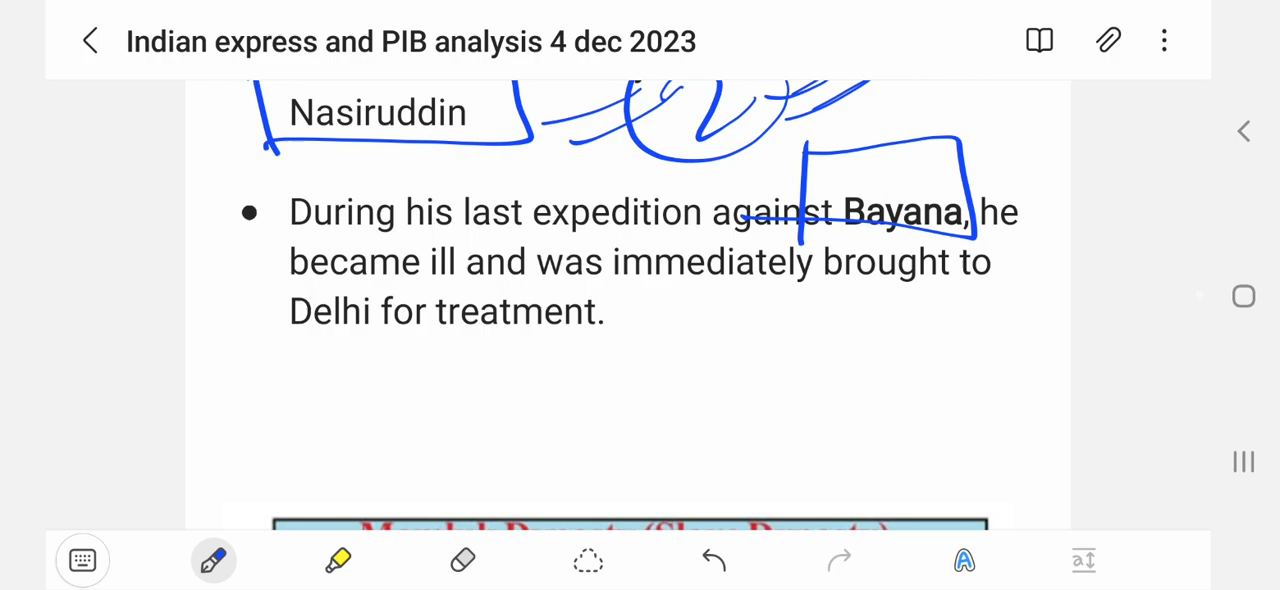 Indian express and PIB analysis 4 dec 2023
Nasiruddin
During his last expedition against Bayana, he
became ill and was immediately brought to
Delhi for treatment.